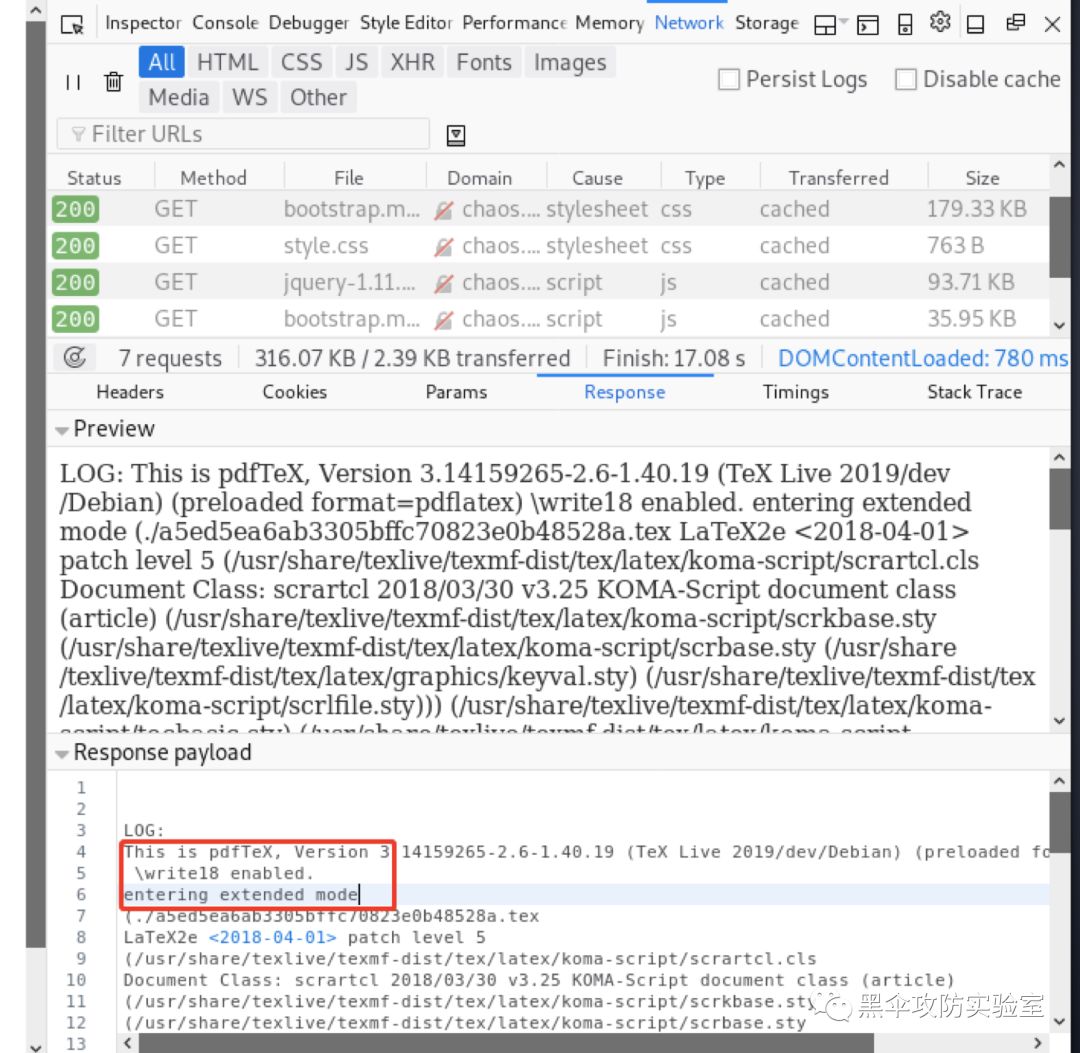 Inspector Console Debugger Style Editor Performance Memory Network Storage
All HTML CSS JS XHR Fonts Images
Persist Logs Disable cache
Media WS Other
Filter URLs
Status Method File Domain Cause Type Transferred Size
200 GET bootstrap.m... chaos.... stylesheet css cached 179.33 KB
200 GET style.css chaos.... stylesheet css cached 763 B
200 GET jquery-1.11.... chaos.... script js cached 93.71 KB
200 GET bootstrap.m... chaos.... script js cached 35.95 KB
7 requests 316.07 KB / 2.39 KB transferred Finish: 17.08 s DOMContentLoaded: 780 ms
Headers Cookies Params Response Timings Stack Trace
Preview
LOG: This is pdfTeX, Version 3.14159265-2.6-1.40.19 (TeX Live 2019/dev
/Debian) (preloaded format=pdflatex) \write18 enabled. entering extended
mode (./a5ed5ea6ab3305bffc70823e0b48528a.tex LaTeX2e <2018-04-01>
patch level 5 (/usr/share/texlive/texmf-dist/tex/latex/koma-script/scrartcl.cls
Document Class: scrartcl 2018/03/30 v3.25 KOMA-Script document class
(article) (/usr/share/texlive/texmf-dist/tex/latex/koma-script/scrkbase.sty
(/usr/share/texlive/texmf-dist/tex/latex/koma-script/scrbase.sty (/usr/share
/texlive/texmf-dist/tex/latex/graphics/keyval.sty) (/usr/share/texlive/texmf-dist/tex
/latex/koma-script/scrlfile.sty))) (/usr/share/texlive/texmf-dist/tex/latex/koma-
script/tocbasic.sty) (/usr/share/texlive/texmf-dist/tex/latex/koma-script
Response payload
1
2
3 LOG:
4 This is pdfTeX, Version 3.14159265-2.6-1.40.19 (TeX Live 2019/dev/Debian) (preloaded fo
5 \write18 enabled.
6 entering extended mode
7 (./a5ed5ea6ab3305bffc70823e0b48528a.tex
8 LaTeX2e <2018-04-01> patch level 5
9 (/usr/share/texlive/texmf-dist/tex/latex/koma-script/scrartcl.cls
10 Document Class: scrartcl 2018/03/30 v3.25 KOMA-Script document class (article)
11 (/usr/share/texlive/texmf-dist/tex/latex/koma-script/scrkbase.sty
12 (/usr/share/texlive/texmf-dist/tex/latex/koma-script/scrbase.sty
13
黑伞攻防实验室